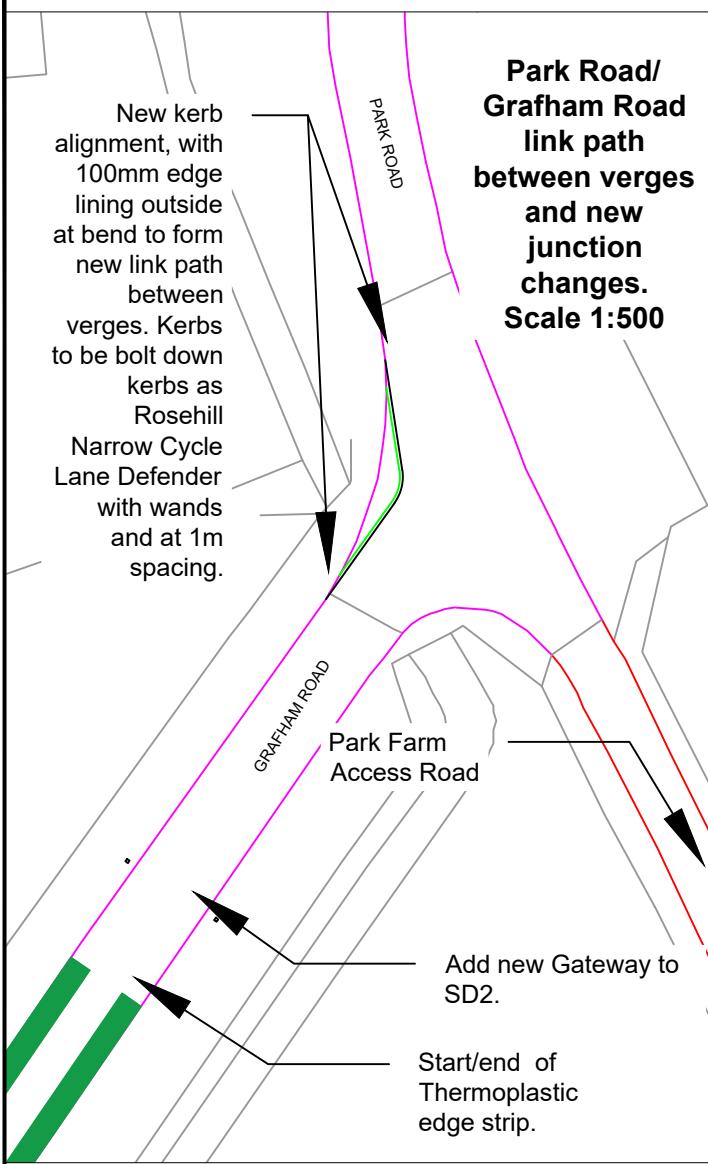 Park Road/
Grafham Road
link path
between verges
and new
junction
changes.
Scale 1:500
New kerb
alignment, with
100mm edge
lining outside
at bend to form
new link path
between
verges. Kerbs
to be bolt down
kerbs as
Rosehill
Narrow Cycle
Lane Defender
with wands
and at 1m
spacing.
PARK ROAD
GRAFHAM ROAD
Park Farm
Access Road
Add new Gateway to
SD2.
Start/end of
Thermoplastic
edge strip.